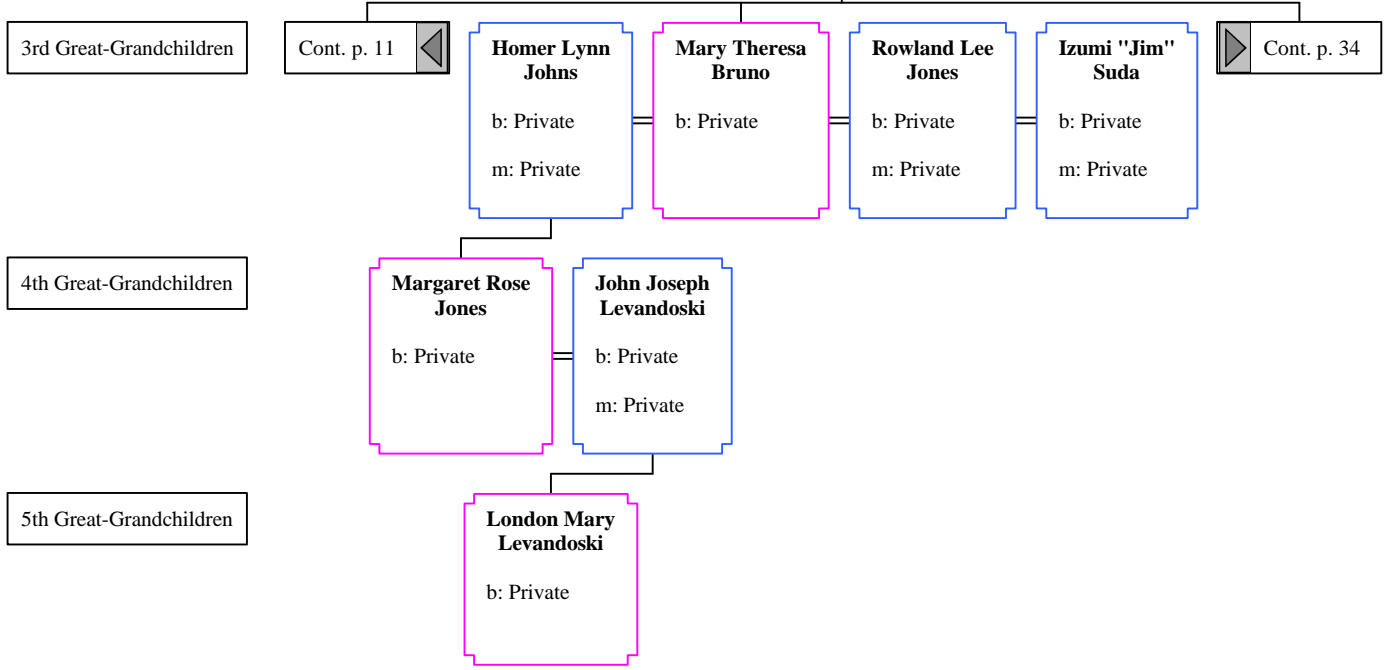 3rd Great-Grandchildren
Cont. p. 11
Homer Lynn
Johns
b: Private
m: Private
Mary Theresa
Bruno
b: Private
Rowland Lee
Jones
b: Private
m: Private
Izumi "Jim"
Suda
b: Private
m: Private
Cont. p. 34
4th Great-Grandchildren
Margaret Rose
Jones
b: Private
John Joseph
Levandoski
b: Private
m: Private
5th Great-Grandchildren
London Mary
Levandoski
b: Private